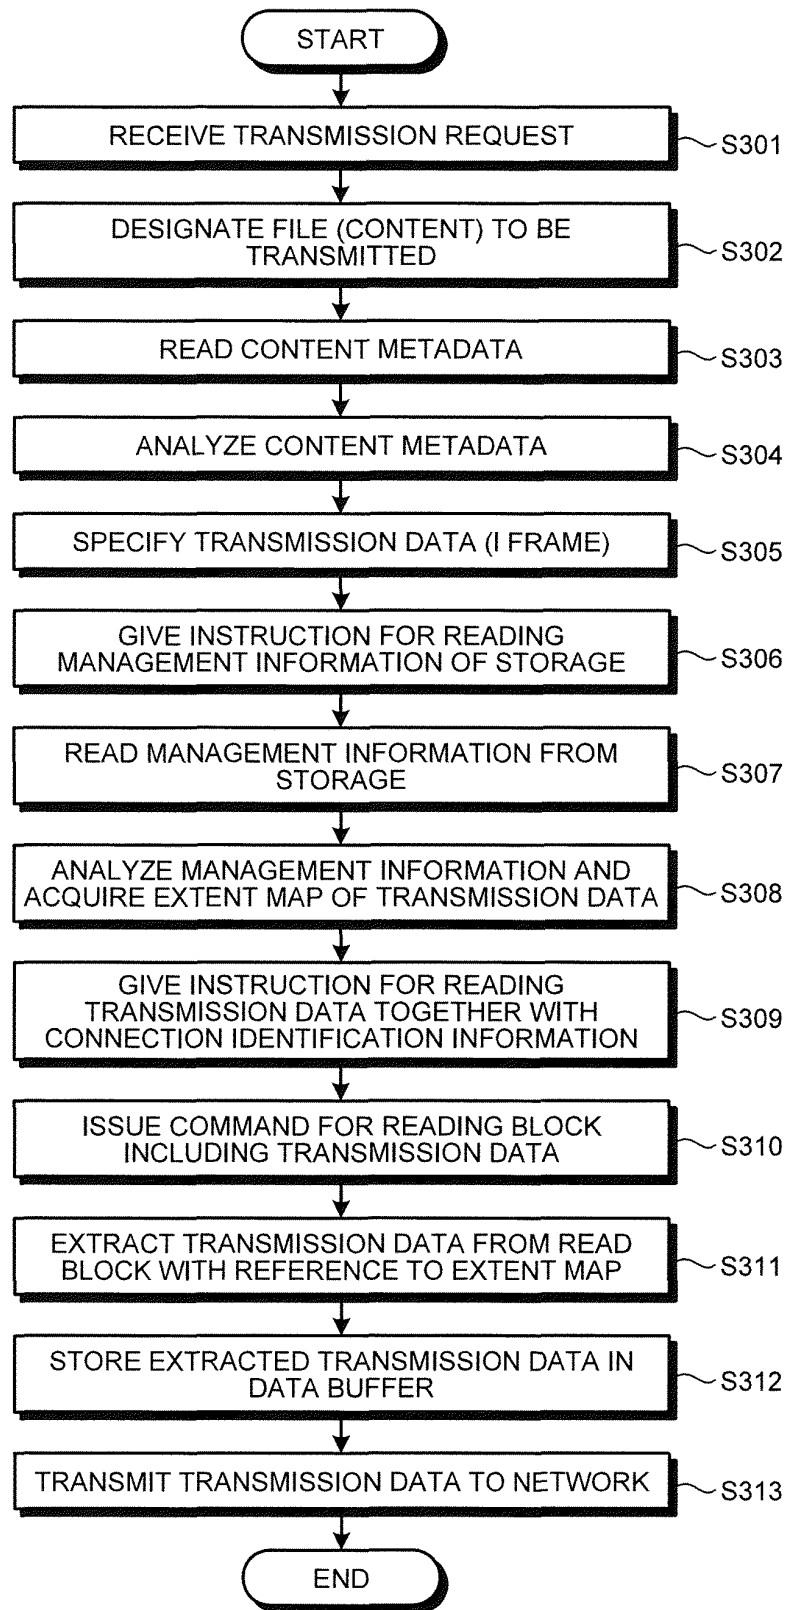 START
RECEIVE TRANSMISSION REQUEST
S301
DESIGNATE FILE (CONTENT) TO BE
TRANSMITTED
S302
READ CONTENT METADATA
S303
ANALYZE CONTENT METADATA
S304
SPECIFY TRANSMISSION DATA (I FRAME)
S305
GIVE INSTRUCTION FOR READING
MANAGEMENT INFORMATION OF STORAGE
S306
READ MANAGEMENT INFORMATION FROM
STORAGE
S307
ANALYZE MANAGEMENT INFORMATION AND
ACQUIRE EXTENT MAP OF TRANSMISSION DATA
S308
GIVE INSTRUCTION FOR READING
TRANSMISSION DATA TOGETHER WITH
CONNECTION IDENTIFICATION INFORMATION
S309
ISSUE COMMAND FOR READING BLOCK
INCLUDING TRANSMISSION DATA
S310
EXTRACT TRANSMISSION DATA FROM READ
BLOCK WITH REFERENCE TO EXTENT MAP
S311
STORE EXTRACTED TRANSMISSION DATA IN
DATA BUFFER
S312
TRANSMIT TRANSMISSION DATA TO NETWORK
S313
END